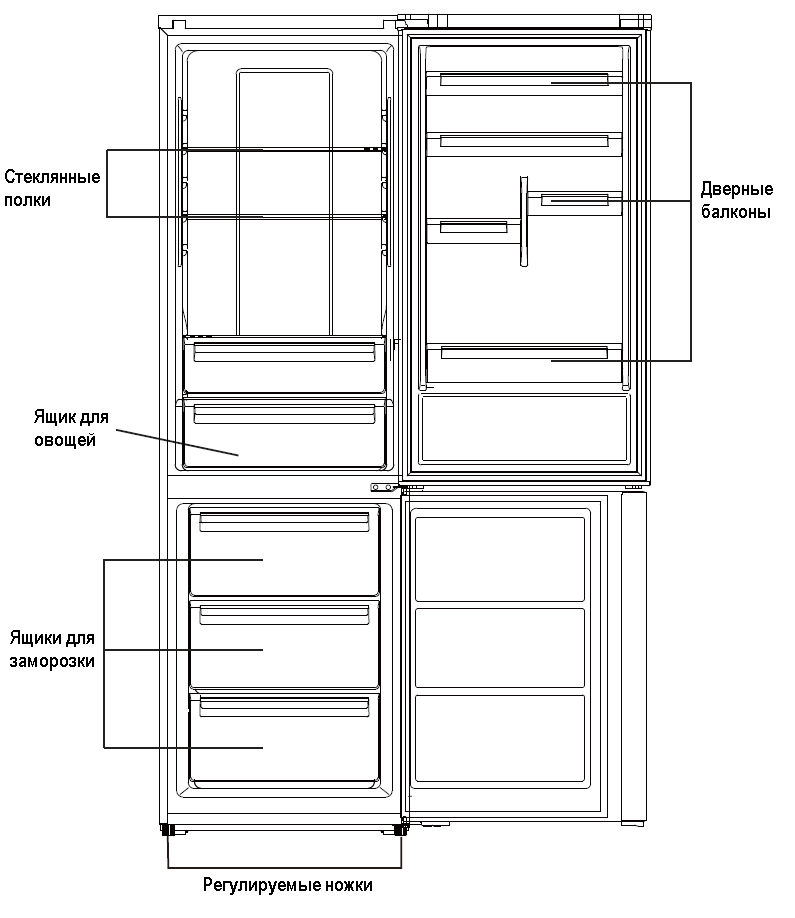 Стеклянные
полки
Дверные
балконы
Ящик для
овощей
Ящики для
заморозки
Регулируемые ножки